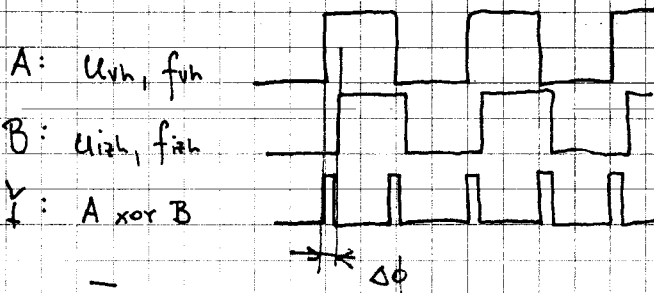 A: Uvh, fvh
B: Uizh, fizh
Y: A xor B
Δϕ